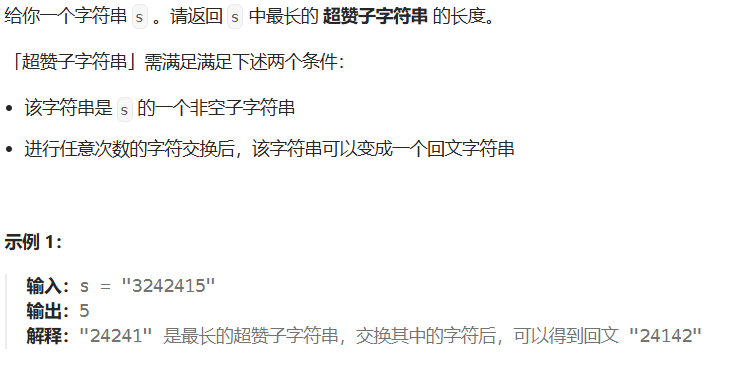 给你一个字符串 s 。请返回 s 中最长的 超赞子字符串 的长度。
「超赞子字符串」需满足满足下述两个条件：
• 该字符串是 s 的一个非空子字符串
• 进行任意次数的字符交换后，该字符串可以变成一个回文字符串
示例 1：
输入：s = "3242415"
输出：5
解释："24241" 是最长的超赞子字符串，交换其中的字符后，可以得到回文 "24142"